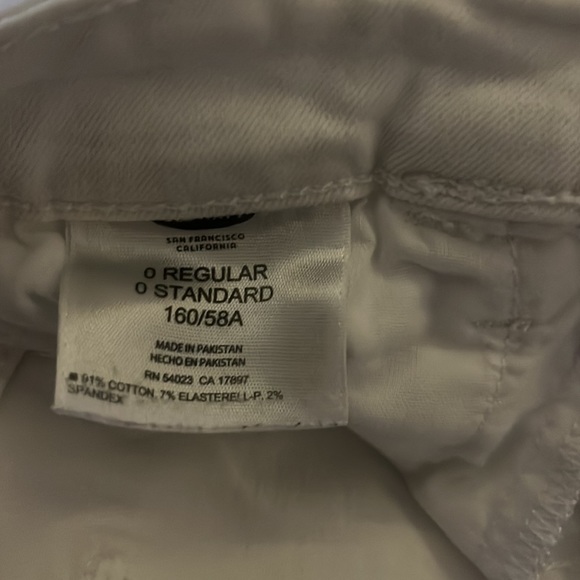 SAN FRANCISCO
CALIFORNIA
0 REGULAR
0 STANDARD
160/58A
MADE IN PAKISTAN
HECHO EN PAKISTAN
RN 54023 CA 17897
91% COTTON, 7% ELASTERELL-P, 2%
SPANDEX